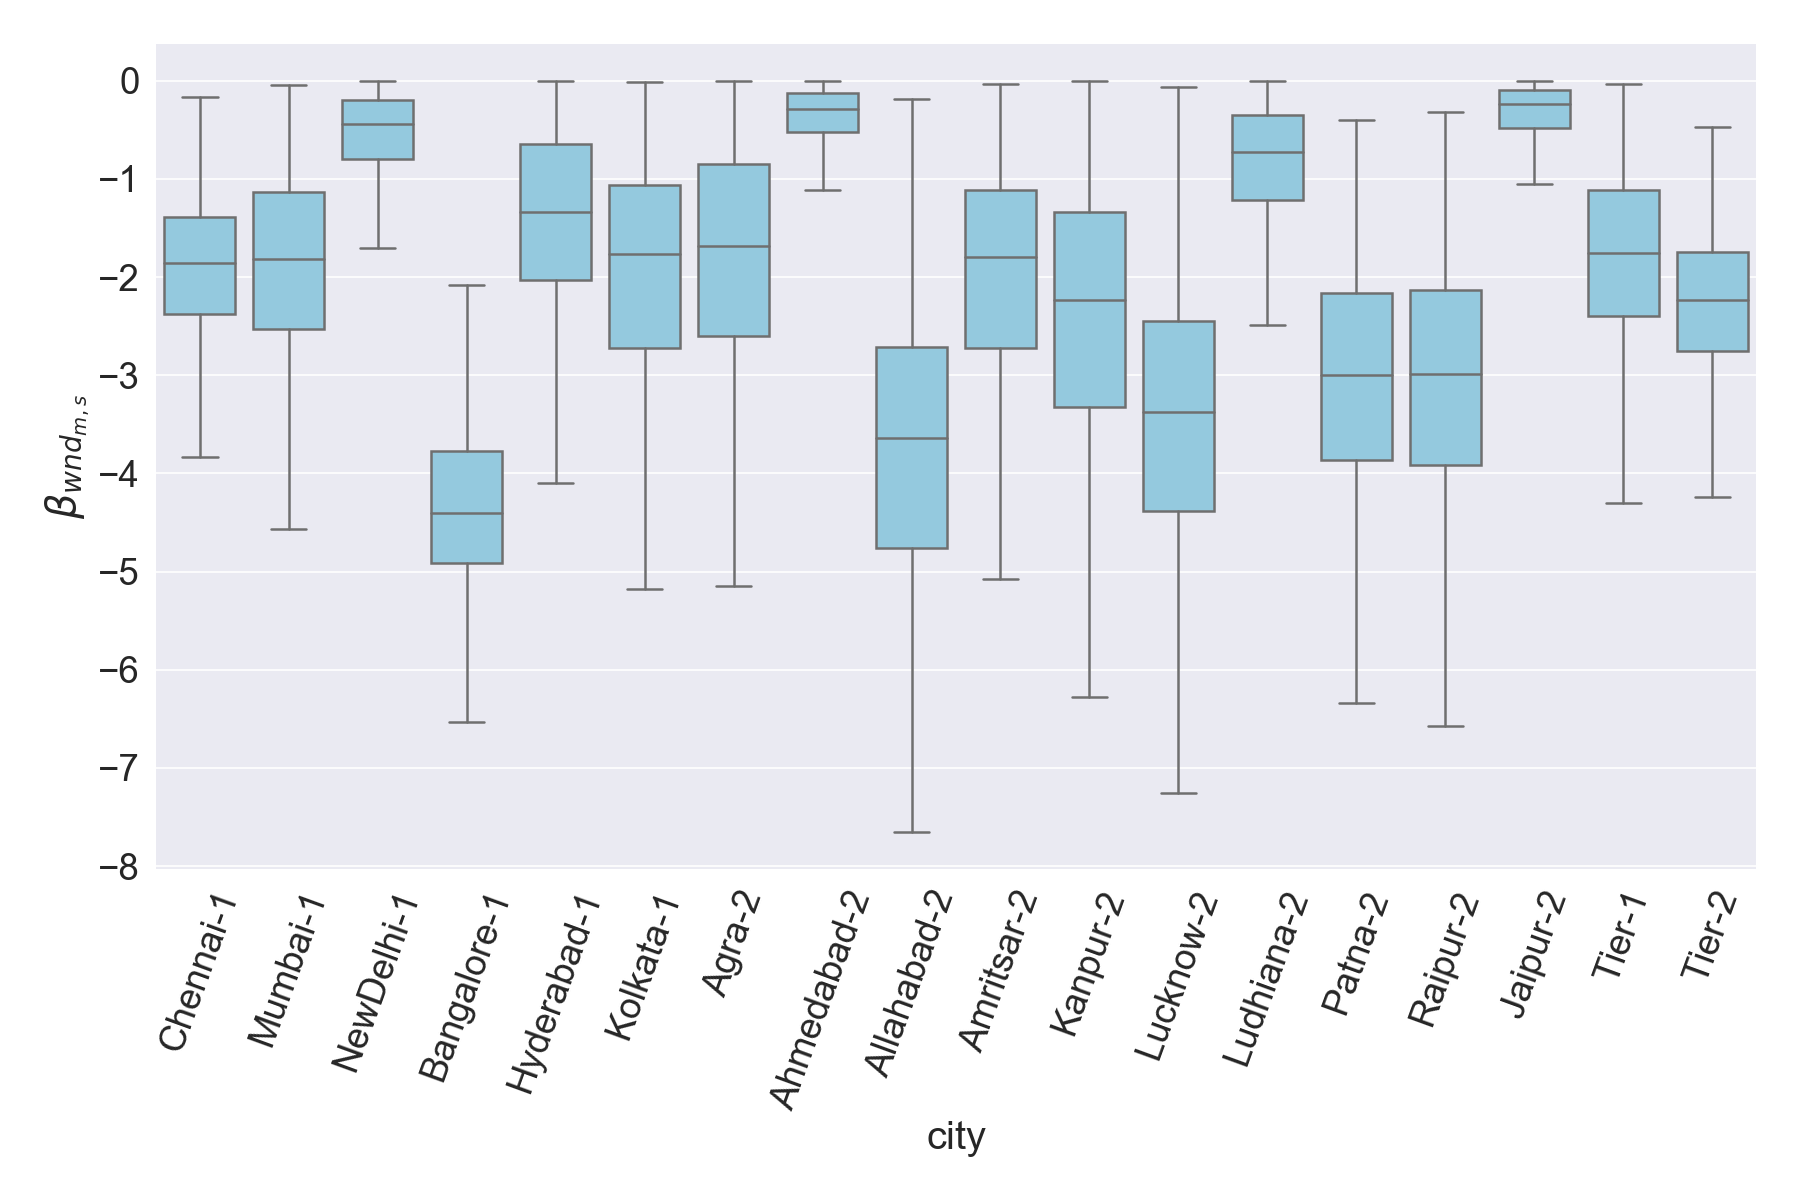 0
−1
−2
−3
−4
−5
−6
−7
−8
βwnd_m,s
Chennai-1
Mumbai-1
NewDelhi-1
Bangalore-1
Hyderabad-1
Kolkata-1
Agra-2
Ahmedabad-2
Allahabad-2
Amritsar-2
Kanpur-2
Lucknow-2
Ludhiana-2
Patna-2
Raipur-2
Jaipur-2
Tier-1
Tier-2
city